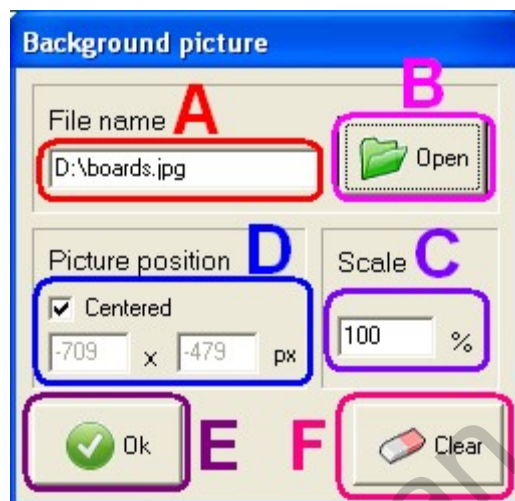 Background picture
File name A
B
D:\boards.jpg
Open
Picture position D
Scale C
Centered
-709 x -479 px
100 %
Ok E
F Clear